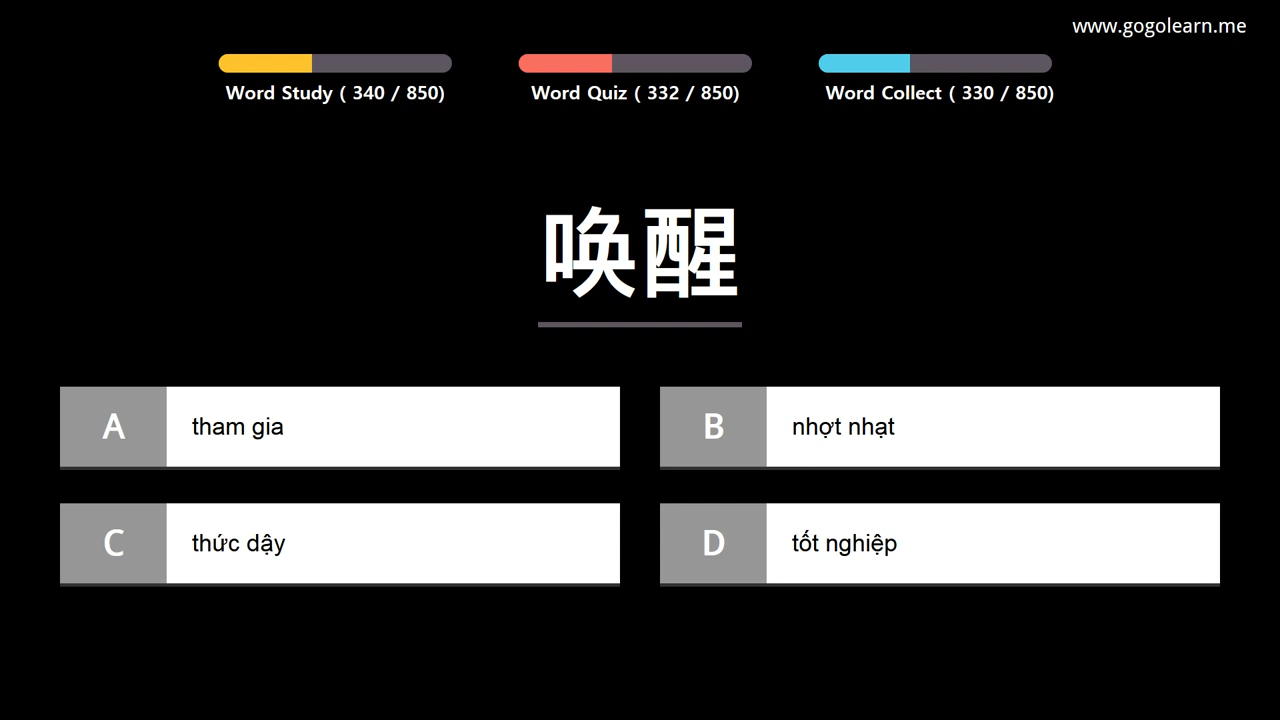 www.gogolearn.me
Word Study ( 340 / 850)
Word Quiz ( 332 / 850)
Word Collect ( 330 / 850)
唤醒
A
tham gia
B
nhợt nhạt
C
thức dậy
D
tốt nghiệp